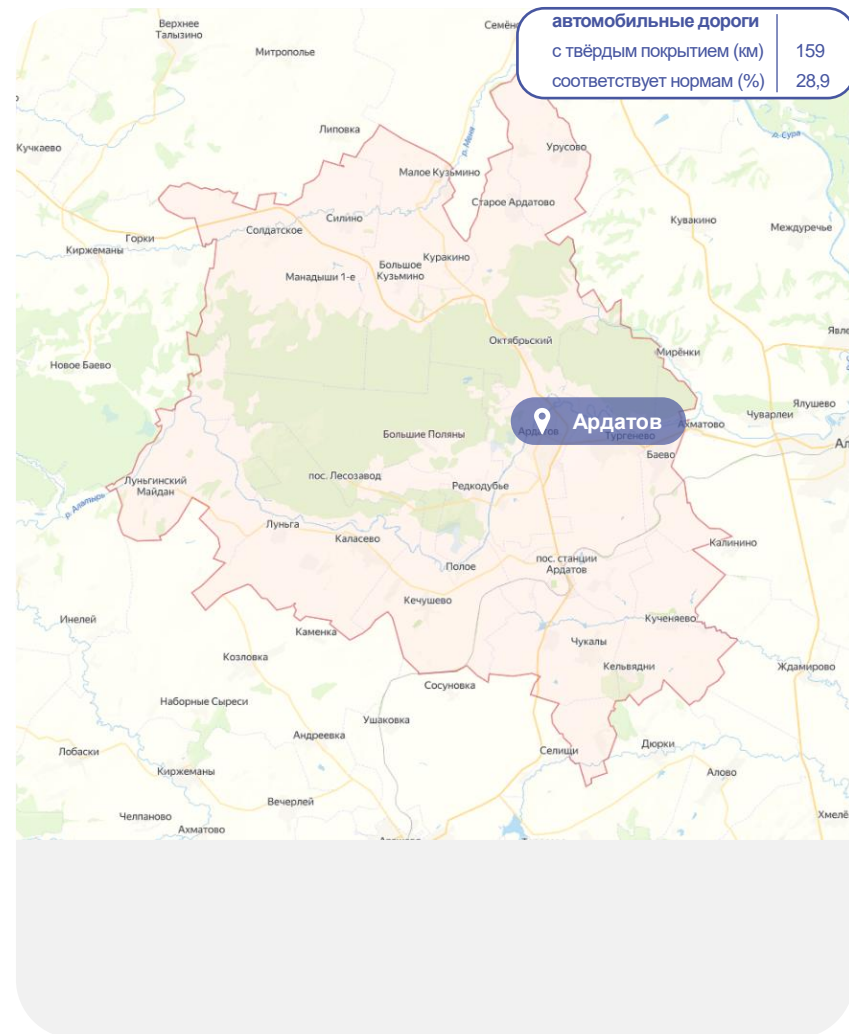 автомобильные дороги
с твёрдым покрытием (км) 159
соответствует нормам (%) 28,9
Верхнее
Талызино
Митрополье
р. Меня
р. Сура
Липовка
Кучкаево
Урусово
Малое Кузьмино
Старое Ардатово
Силино
Кувакино
Междуречье
Солдатское
Горки
Киржеманы
Куракино
Большое
Кузьмино
Манадыши 1-е
Октябрьский
Мирёнки
Новое Баево
Ялушево
Чуварлеи
Ардатов
Ардатов
Ахматово
Тургенево
Большие Поляны
Баево
пос. Лесозавод
Луньгинский
Майдан
Редкодубье
р. Алатырь
Луньга
Каласево
Калинино
Полое
пос. станции
Ардатов
Кечушево
Инелей
Каменка
Кученяево
Чукалы
Козловка
Кельвядни
Ждамирово
Сосуновка
Наборные Сыреси
Ушаковка
Андреевка
Лобаски
Селищи
Дюрки
Киржеманы
Алово
Вечерлей
Челпаново
Ахматово